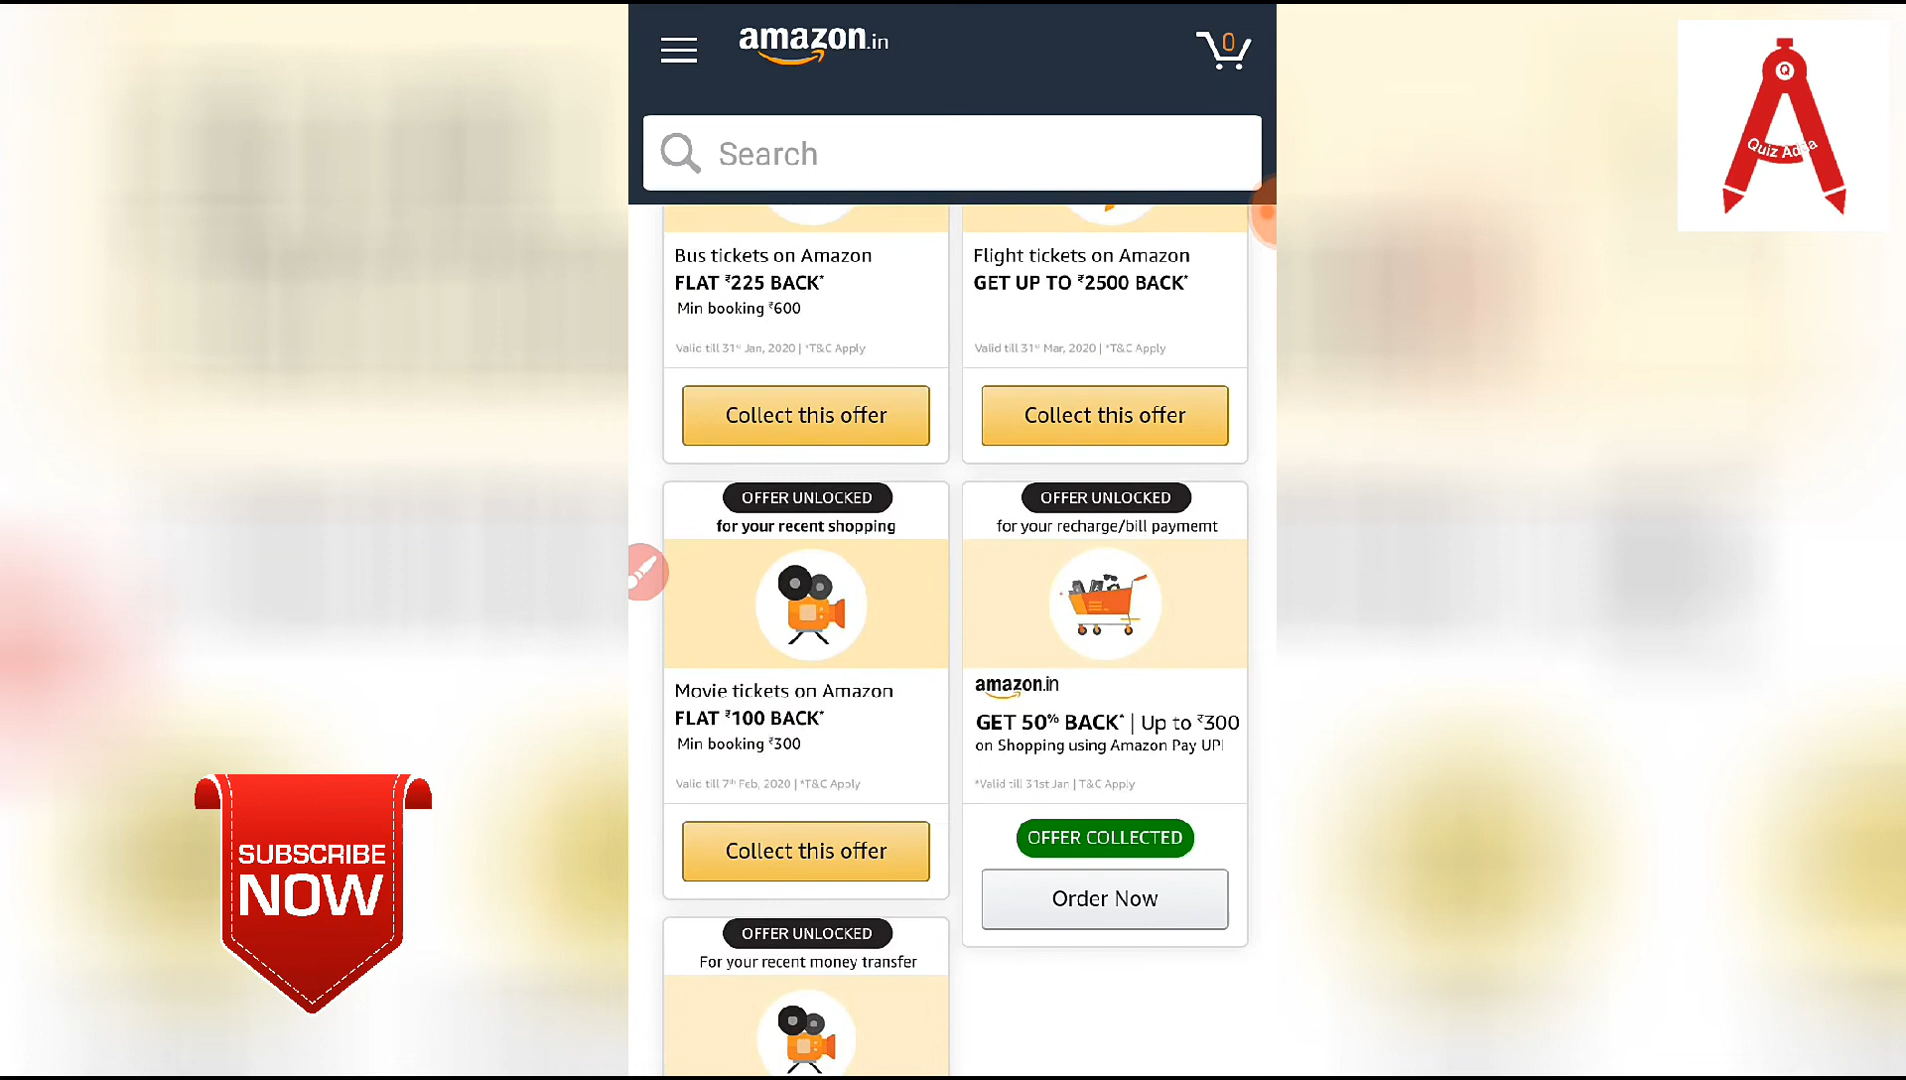 amazon.in
0
Search
Q
Quiz Adda
Bus tickets on Amazon
FLAT ₹225 BACK*
Min booking ₹600
Valid till 31st Jan, 2020 | *T&C Apply
Collect this offer
Flight tickets on Amazon
GET UP TO ₹2500 BACK*
Valid till 31st Mar, 2020 | *T&C Apply
Collect this offer
OFFER UNLOCKED
for your recent shopping
Movie tickets on Amazon
FLAT ₹100 BACK*
Min booking ₹300
Valid till 7th Feb, 2020 | *T&C Apply
Collect this offer
OFFER UNLOCKED
for your recharge/bill paymemt
amazon.in
GET 50% BACK* | Up to ₹300
on Shopping using Amazon Pay UPI
*Valid till 31st Jan | T&C Apply
OFFER COLLECTED
Order Now
OFFER UNLOCKED
For your recent money transfer
SUBSCRIBE
NOW